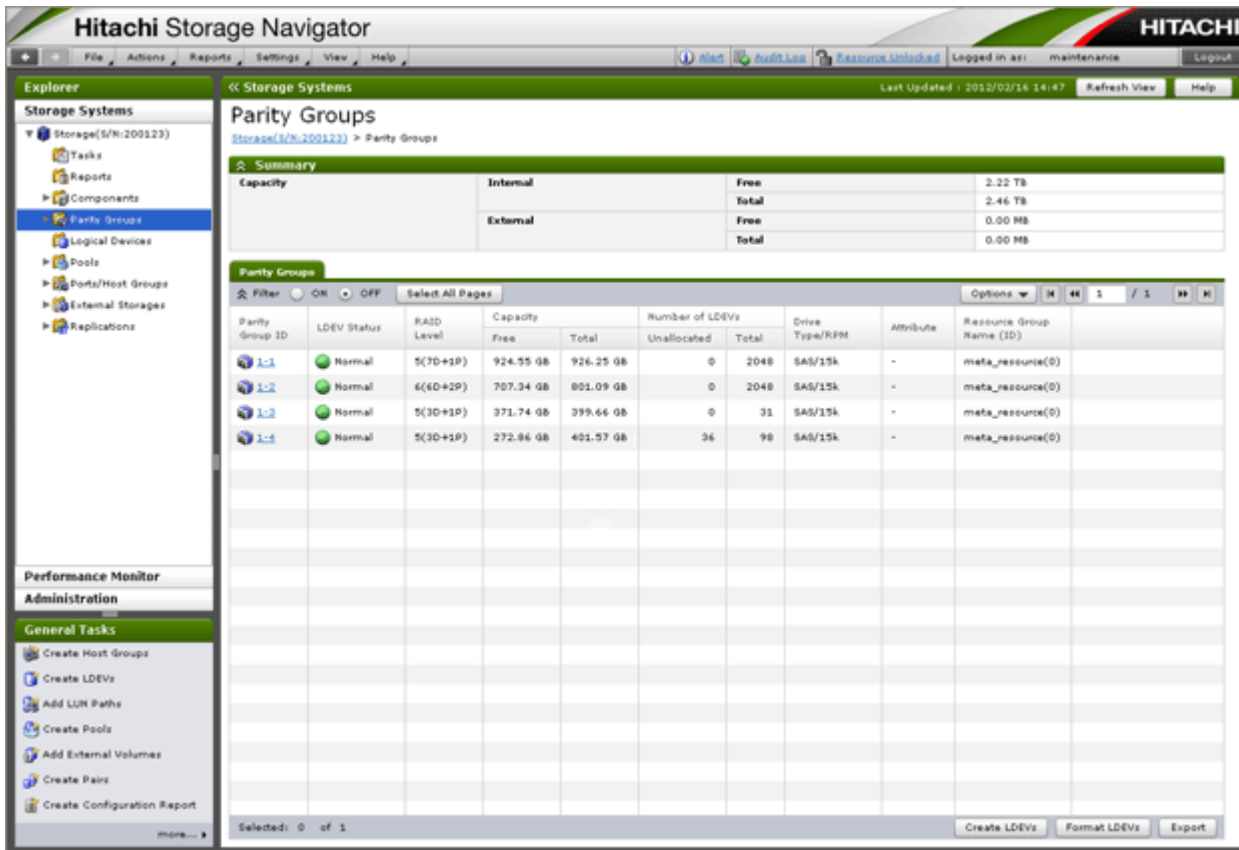 Hitachi Storage Navigator
HITACHI
File Actions Reports Settings View Help
Alert Audit Log Resource Unlocked Logged in as: maintenance Logout
Explorer
Storage Systems
Storage(S/N:200123)
Tasks
Reports
Components
Parity Groups
Logical Devices
Pools
Ports/Host Groups
External Storages
Replications
Performance Monitor
Administration
General Tasks
Create Host Groups
Create LDEVs
Add LUN Paths
Create Pools
Add External Volumes
Create Pairs
Create Configuration Report
more...
<< Storage Systems Last Updated : 2012/02/16 14:47 Refresh View Help
Parity Groups
Storage(S/N:200123) > Parity Groups
Summary
Capacity Internal Free 2.22 TB
Total 2.46 TB
External Free 0.00 MB
Total 0.00 MB
Parity Groups
Filter ON OFF Select All Pages Options 1 / 1
Parity Group ID LDEV Status RAID Level Capacity Number of LDEVs Drive Type/RPM Attribute Resource Group Name (ID)
Free Total Unallocated Total
1-1 Normal 5(7D+1P) 924.55 GB 926.25 GB 0 2048 SAS/15k - meta_resource(0)
1-2 Normal 6(6D+2P) 707.34 GB 801.09 GB 0 2048 SAS/15k - meta_resource(0)
1-3 Normal 5(3D+1P) 371.74 GB 399.66 GB 0 31 SAS/15k - meta_resource(0)
1-4 Normal 5(3D+1P) 272.86 GB 401.57 GB 36 98 SAS/15k - meta_resource(0)
Selected: 0 of 1 Create LDEVs Format LDEVs Export